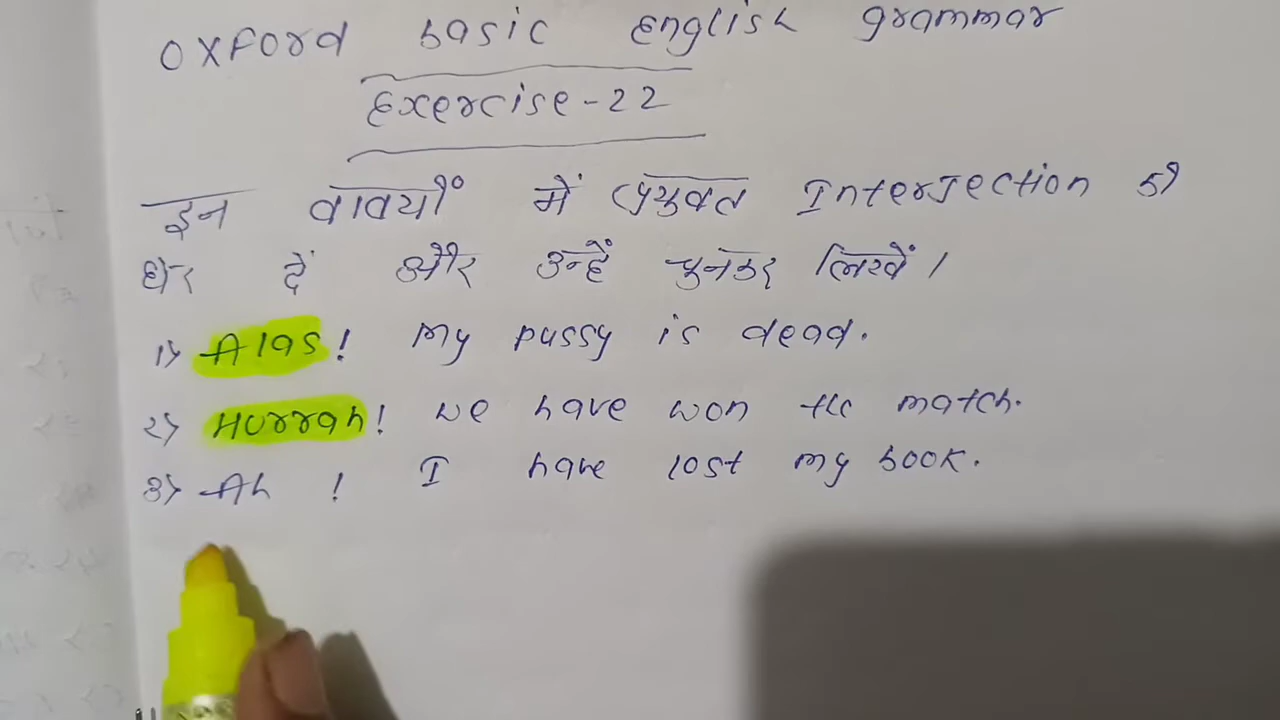 Oxford basic English grammar
Exercise-22
इन वाक्यों में प्रयुक्त Interjection को
घेर दें और उन्हें चुनकर लिखें ।
1) Alas! my pussy is dead.
2) Hurrah! we have won the match.
3) Ah ! I have lost my book.